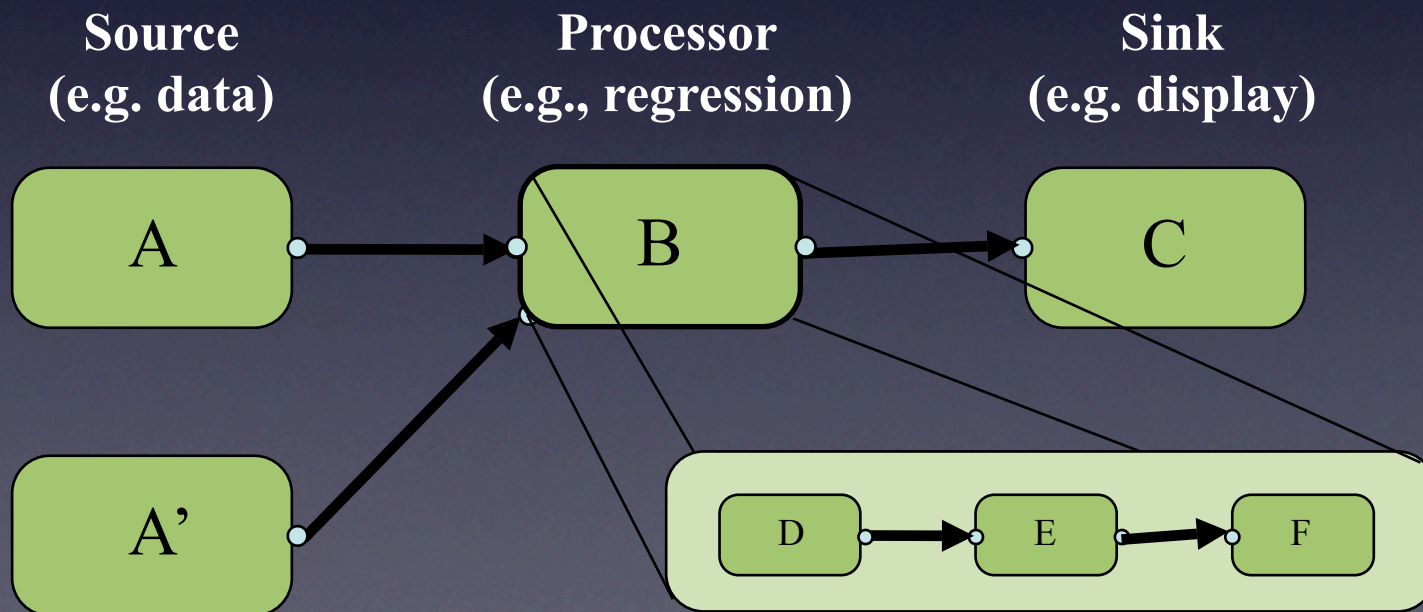 Source
(e.g. data)
Processor
(e.g., regression)
Sink
(e.g. display)
A
B
C
A’
D
E
F